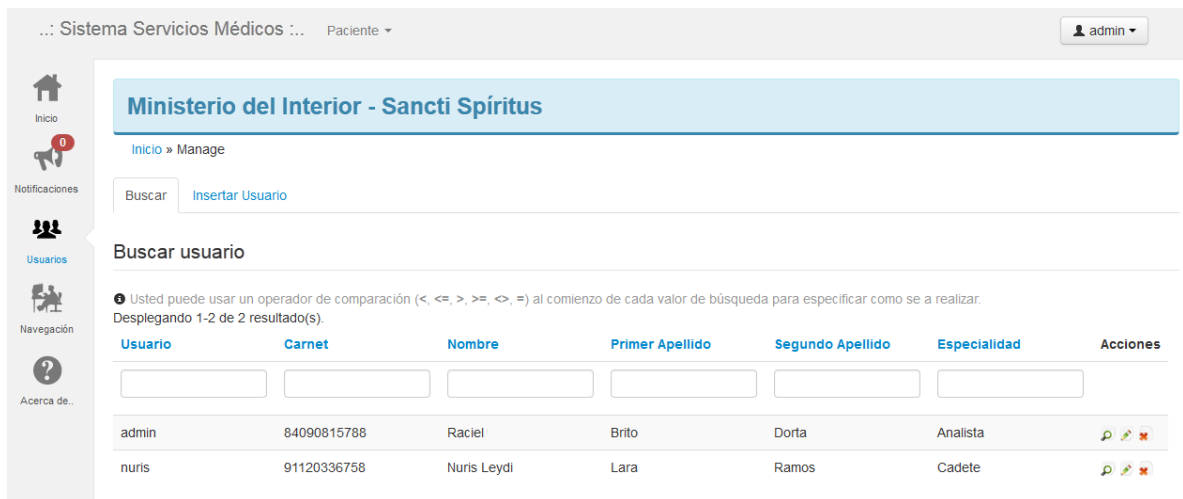 ..: Sistema Servicios Médicos :.. Paciente admin
Inicio
0
Notificaciones
Usuarios
Navegación
Acerca de..
Ministerio del Interior - Sancti Spíritus
Inicio » Manage
Buscar Insertar Usuario
Buscar usuario
Usted puede usar un operador de comparación (<, <=, >, >=, <>, =) al comienzo de cada valor de búsqueda para especificar como se a realizar.
Desplegando 1-2 de 2 resultado(s).
Usuario Carnet Nombre Primer Apellido Segundo Apellido Especialidad Acciones
admin 84090815788 Raciel Brito Dorta Analista
nuris 91120336758 Nuris Leydi Lara Ramos Cadete